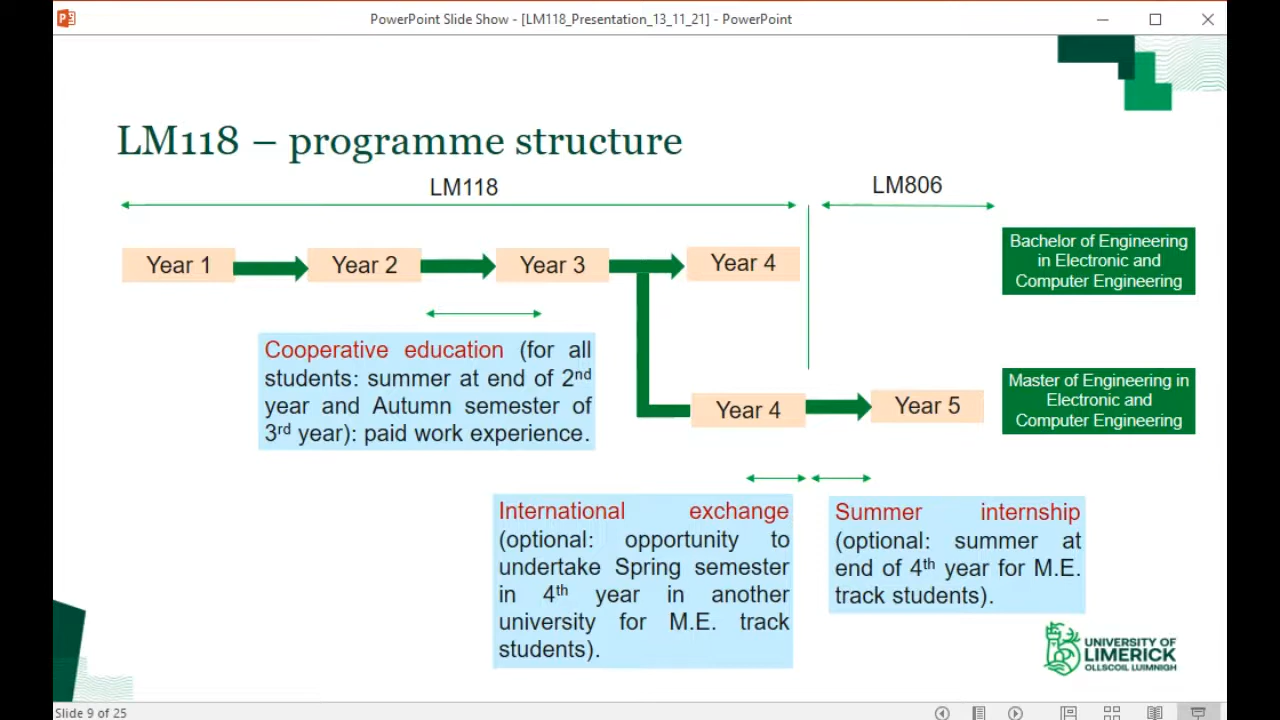 PowerPoint Slide Show - [LM118_Presentation_13_11_21] - PowerPoint
LM118 – programme structure
LM118
LM806
Year 1
Year 2
Year 3
Year 4
Bachelor of Engineering
in Electronic and
Computer Engineering
Cooperative education (for all
students: summer at end of 2nd
year and Autumn semester of
3rd year): paid work experience.
Year 4
Year 5
Master of Engineering in
Electronic and
Computer Engineering
International exchange
(optional: opportunity to
undertake Spring semester
in 4th year in another
university for M.E. track
students).
Summer internship
(optional: summer at
end of 4th year for M.E.
track students).
UNIVERSITY OF
LIMERICK
OLLSCOIL LUIMNIGH
Slide 9 of 25